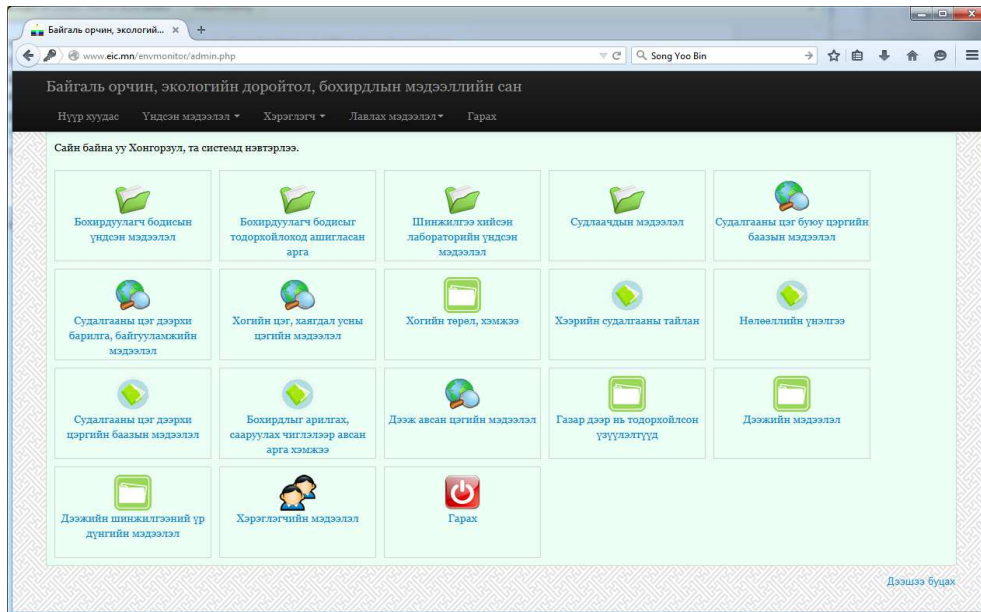 Байгаль орчин, экологий...
www.eic.mn/envmonitor/admin.php
Song Yoo Bin
Байгаль орчин, экологийн доройтол, бохирдлын мэдээллийн сан
Нүүр хуудас Үндсэн мэдээлэл Хэрэглэгч Лавлах мэдээлэл Гарах
Сайн байна уу Хонгорзул, та системд нэвтэрлээ.
Бохирдуулагч бодисын
үндсэн мэдээлэл
Бохирдуулагч бодисыг
тодорхойлоход ашигласан
арга
Шинжилгээ хийсэн
лабораторийн үндсэн
мэдээлэл
Судлаачдын мэдээлэл
Судалгааны цэг буюу цэргийн
баазын мэдээлэл
Судалгааны цэг дээрхи
барилга, байгууламжийн
мэдээлэл
Хогийн цэг, хаягдал усны
цэгийн мэдээлэл
Хогийн төрөл, хэмжээ
Хээрийн судалгааны тайлан
Нөлөөллийн үнэлгээ
Судалгааны цэг дээрхи
цэргийн баазын мэдээлэл
Бохирдлыг арилгах,
сааруулах чиглэлээр авсан
арга хэмжээ
Дээж авсан цэгийн мэдээлэл
Газар дээр нь тодорхойлсон
үзүүлэлтүүд
Дээжийн мэдээлэл
Дээжийн шинжилгээний үр
дүнгийн мэдээлэл
Хэрэглэгчийн мэдээлэл
Гарах
Дээшээ буцах